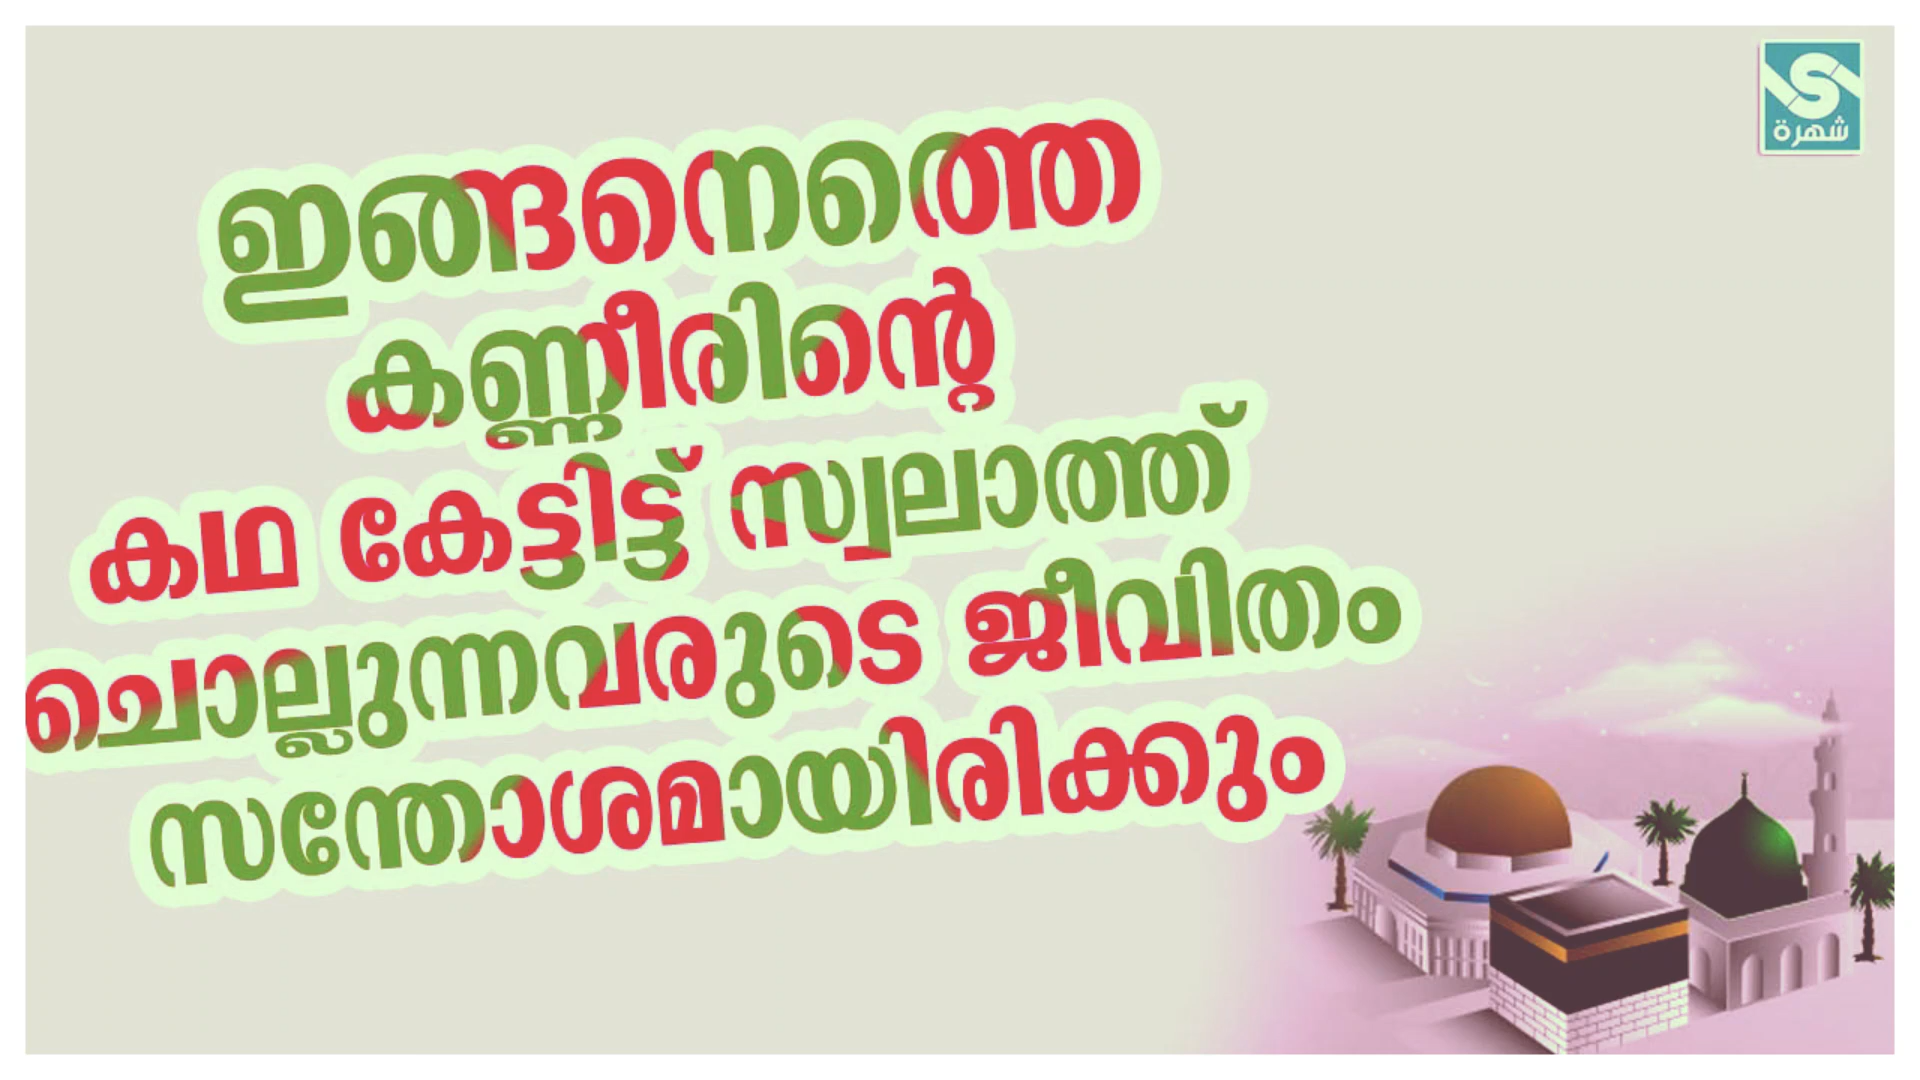 شهرة
ഇങ്ങനെത്തെ
കണ്ണീരിന്റെ
കഥ കേട്ടിട്ട് സ്വലാത്ത്
ചൊല്ലുന്നവരുടെ ജീവിതം
സന്തോശമായിരിക്കും